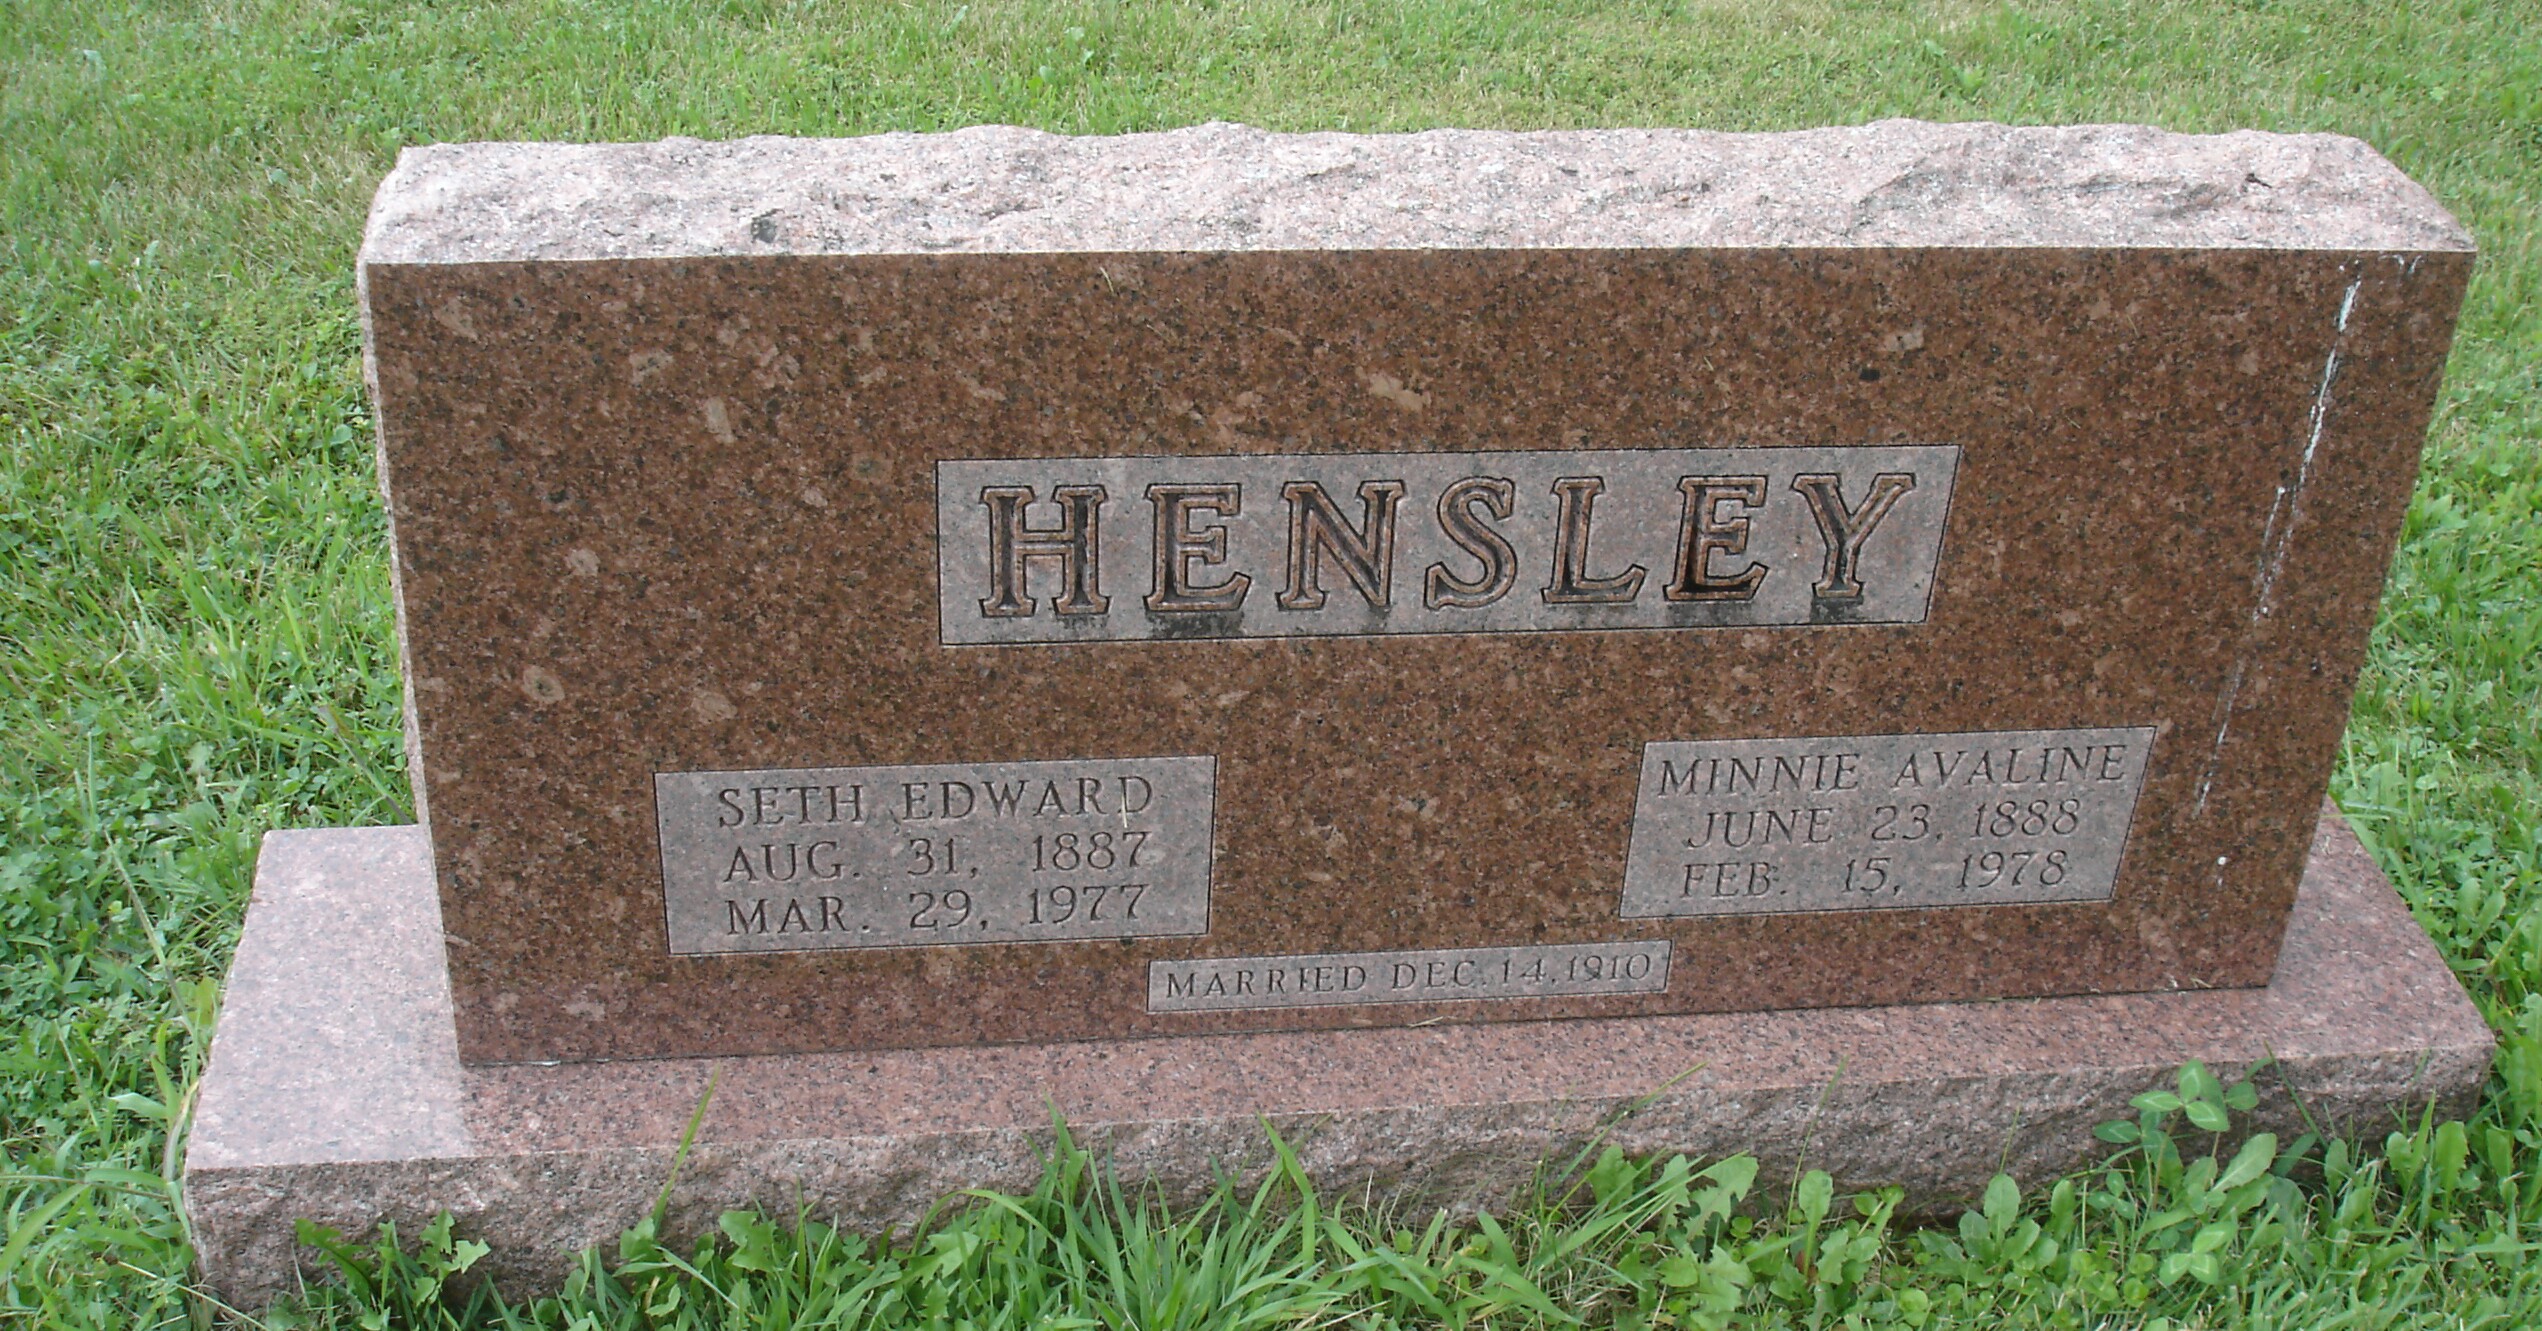 HENSLEY
SETH EDWARD
AUG. 31, 1887
MAR. 29, 1977
MINNIE AVALINE
JUNE 23, 1888
FEB. 15, 1978
MARRIED DEC. 14, 1910